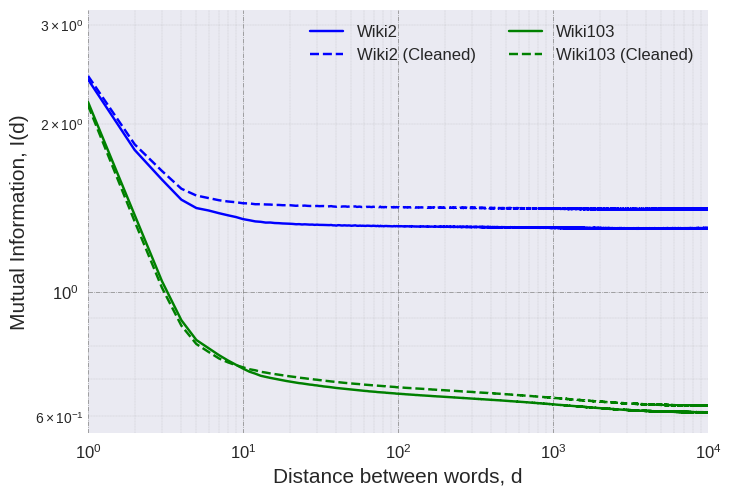 Wiki2
Wiki2 (Cleaned)
Wiki103
Wiki103 (Cleaned)
Mutual Information, I(d)
3×10⁰
2×10⁰
10⁰
6×10⁻¹
10⁰ 10¹ 10² 10³ 10⁴
Distance between words, d